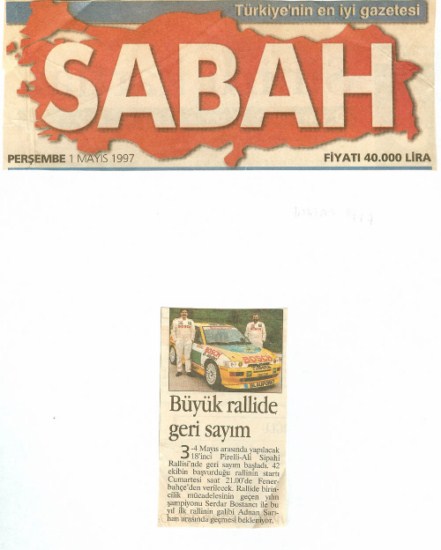 Türkiye'nin en iyi gazetesi
SABAH
PERŞEMBE 1 MAYIS 1997
FİYATI 40.000 LİRA
BOSCH
BLAUPUNKT
Büyük rallide
geri sayım
3-4 Mayıs arasında yapılacak
18'inci Pirelli-Ali Sipahi
Rallisi'nde geri sayım başladı. 42
ekibin başvurduğu rallinin startı
Cumartesi saat 21.00'de Fener-
bahçe'den verilecek. Rallide birin-
cilik mücadelesinin geçen yılın
şampiyonu Serdar Bostancı ile bu
yıl ilk rallinin galibi Adnan Sarı-
han arasında geçmesi bekleniyor.